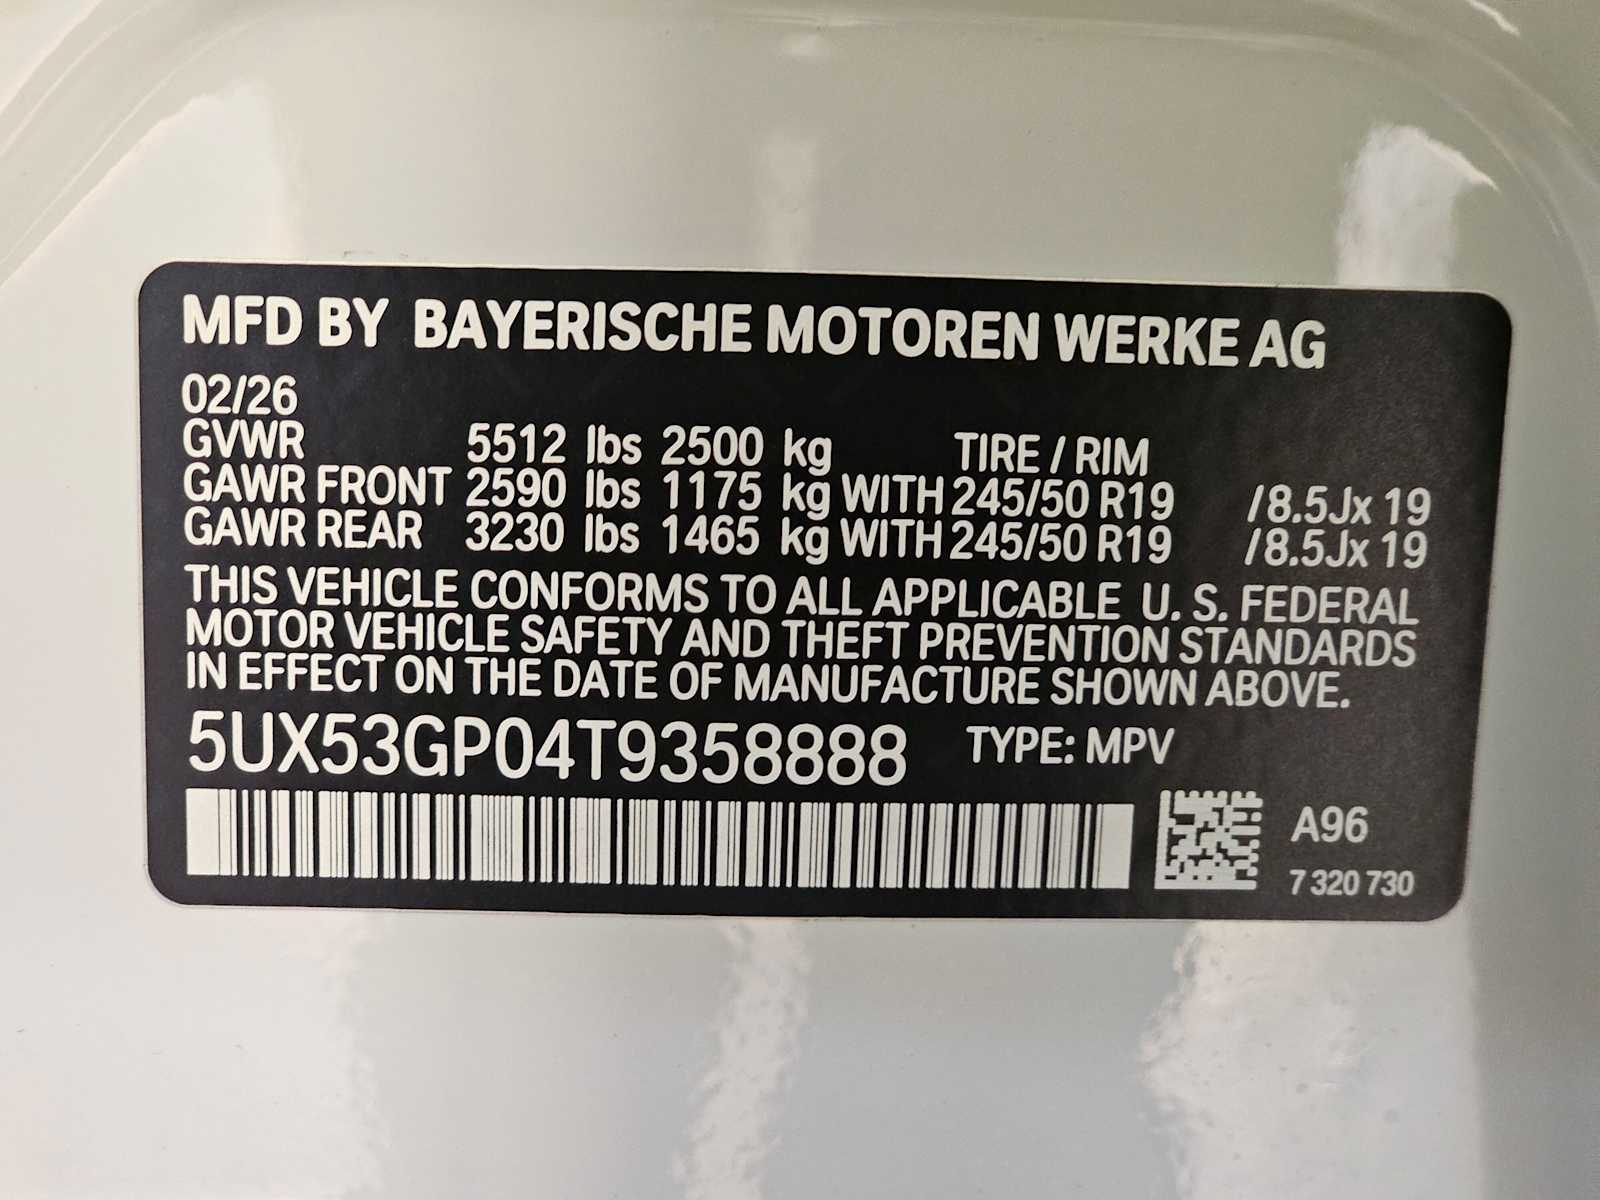 MFD BY BAYERISCHE MOTOREN WERKE AG
02/26
GVWR 5512 lbs 2500 kg TIRE / RIM
GAWR FRONT 2590 lbs 1175 kg WITH 245/50 R19 /8.5Jx 19
GAWR REAR 3230 lbs 1465 kg WITH 245/50 R19 /8.5Jx 19
THIS VEHICLE CONFORMS TO ALL APPLICABLE U. S. FEDERAL
MOTOR VEHICLE SAFETY AND THEFT PREVENTION STANDARDS
IN EFFECT ON THE DATE OF MANUFACTURE SHOWN ABOVE.
5UX53GP04T9358888 TYPE: MPV
A96
7 320 730